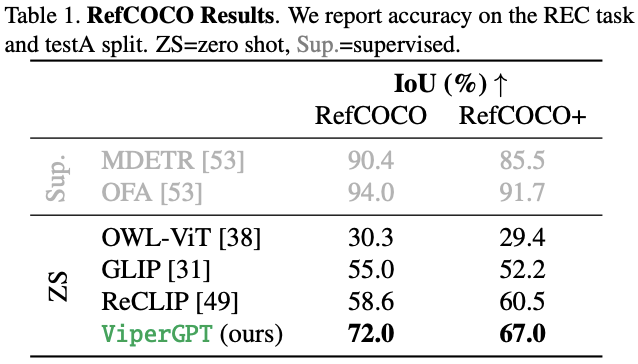 Table 1. RefCOCO Results. We report accuracy on the REC task
and testA split. ZS=zero shot, Sup.=supervised.
IoU (%) ↑
RefCOCO RefCOCO+
Sup.
MDETR [53] 90.4 85.5
OFA [53] 94.0 91.7
ZS
OWL-ViT [38] 30.3 29.4
GLIP [31] 55.0 52.2
ReCLIP [49] 58.6 60.5
ViperGPT (ours) 72.0 67.0